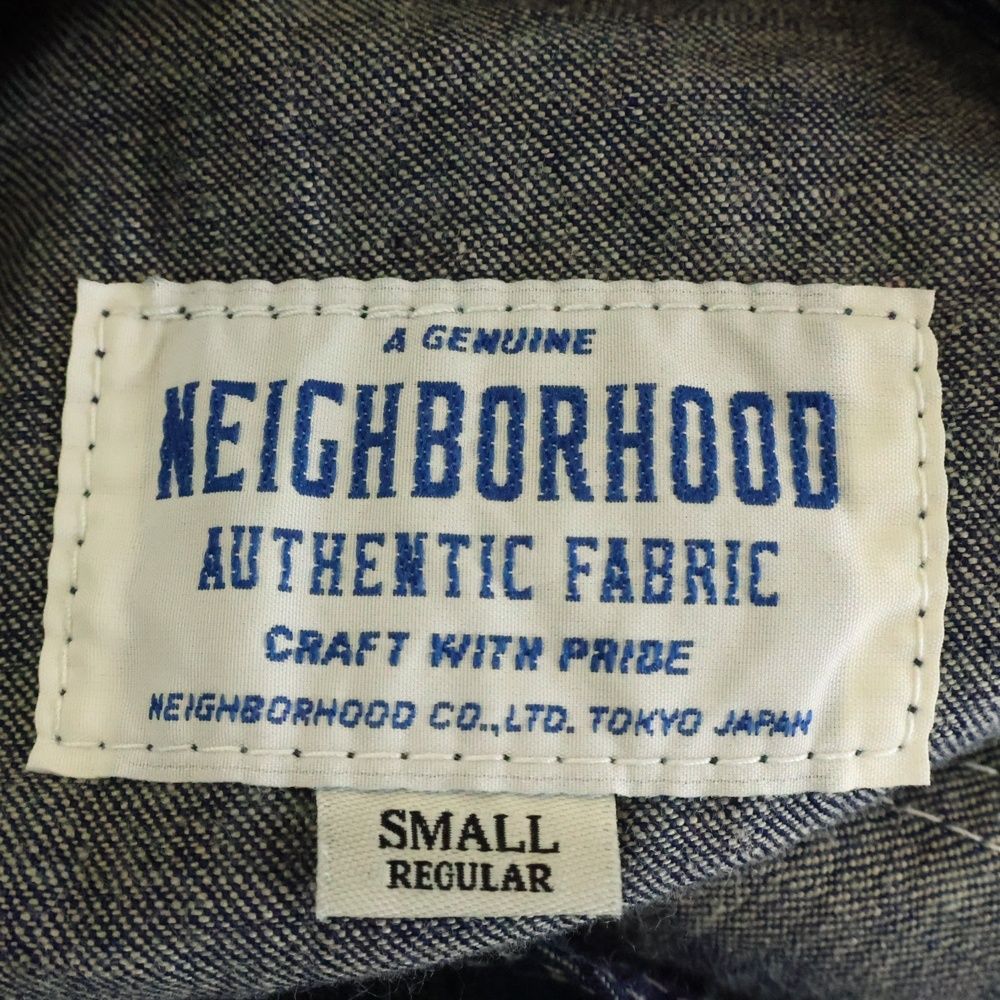 A GENUINE
NEIGHBORHOOD
AUTHENTIC FABRIC
CRAFT WITH PRIDE
NEIGHBORHOOD CO.,LTD. TOKYO JAPAN
SMALL
REGULAR